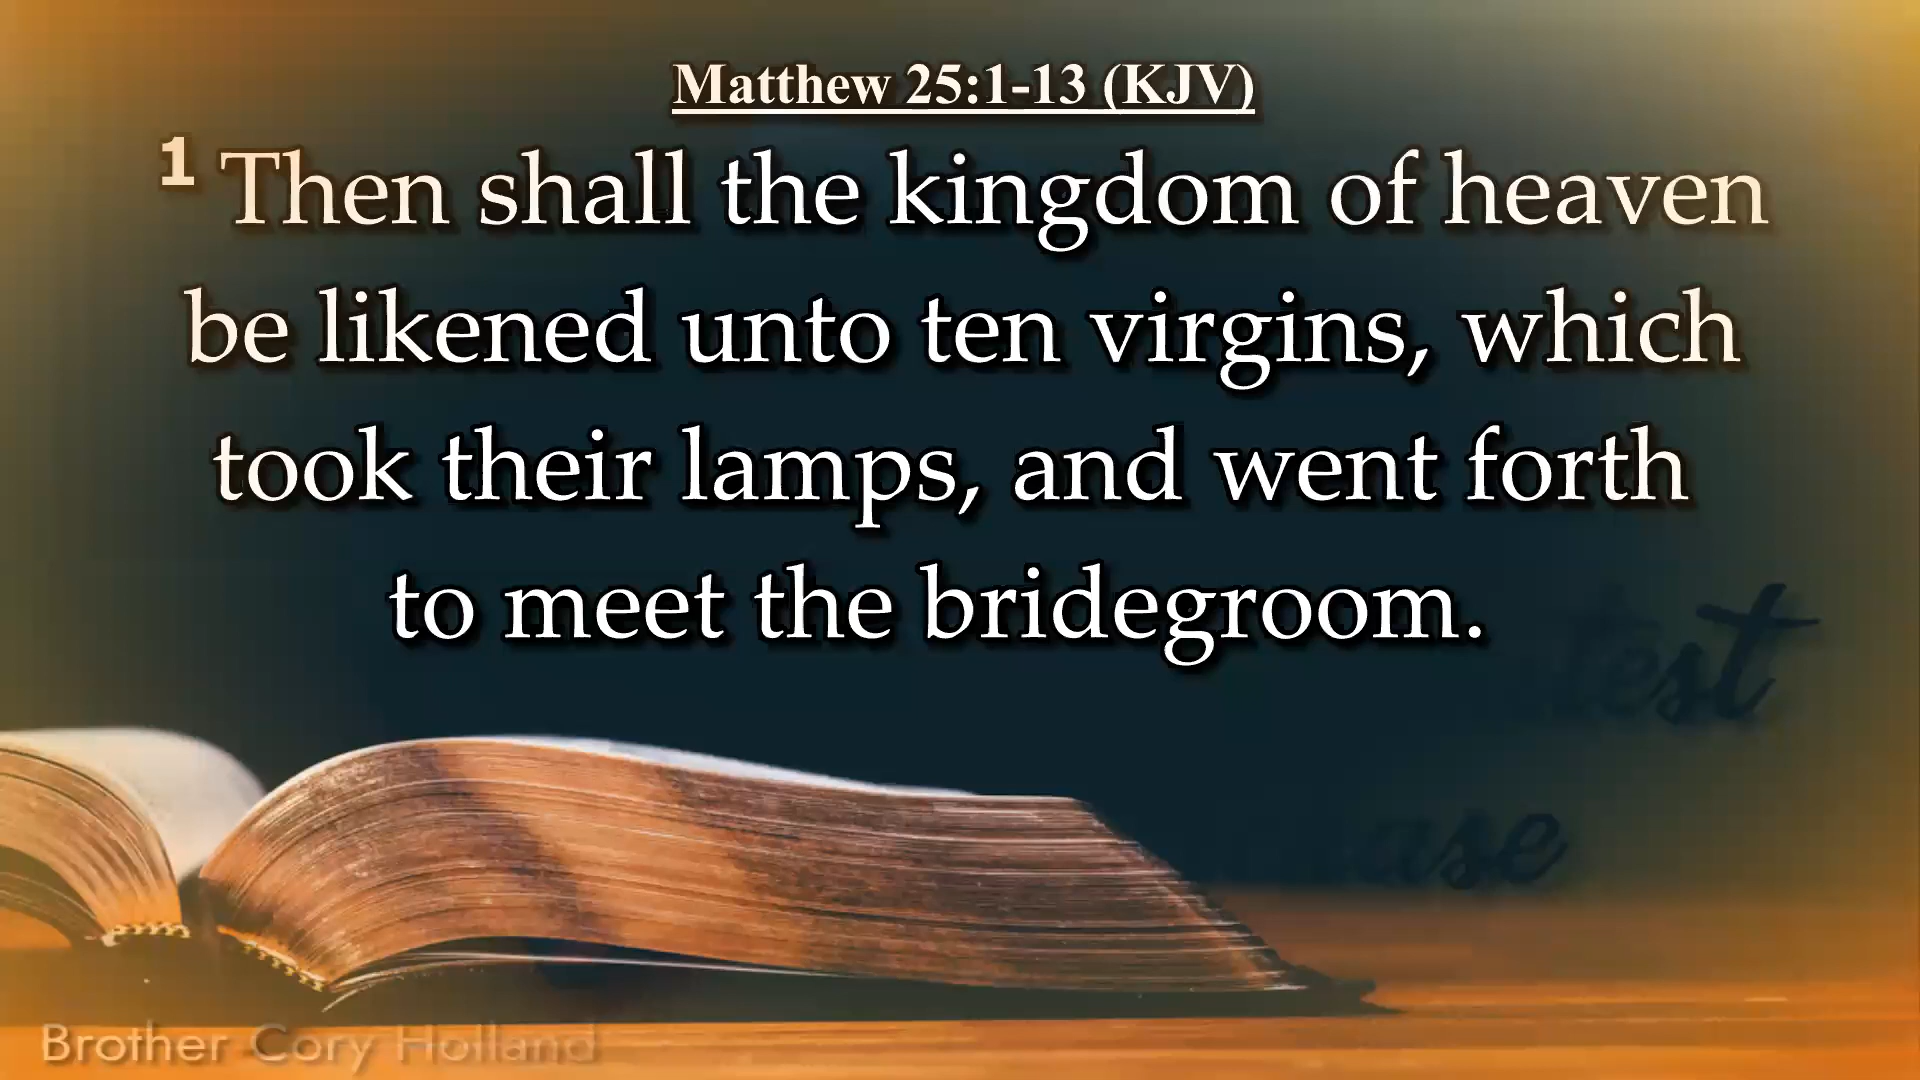 Matthew 25:1-13 (KJV)
1 Then shall the kingdom of heaven
be likened unto ten virgins, which
took their lamps, and went forth
to meet the bridegroom.
Brother Cory Holland